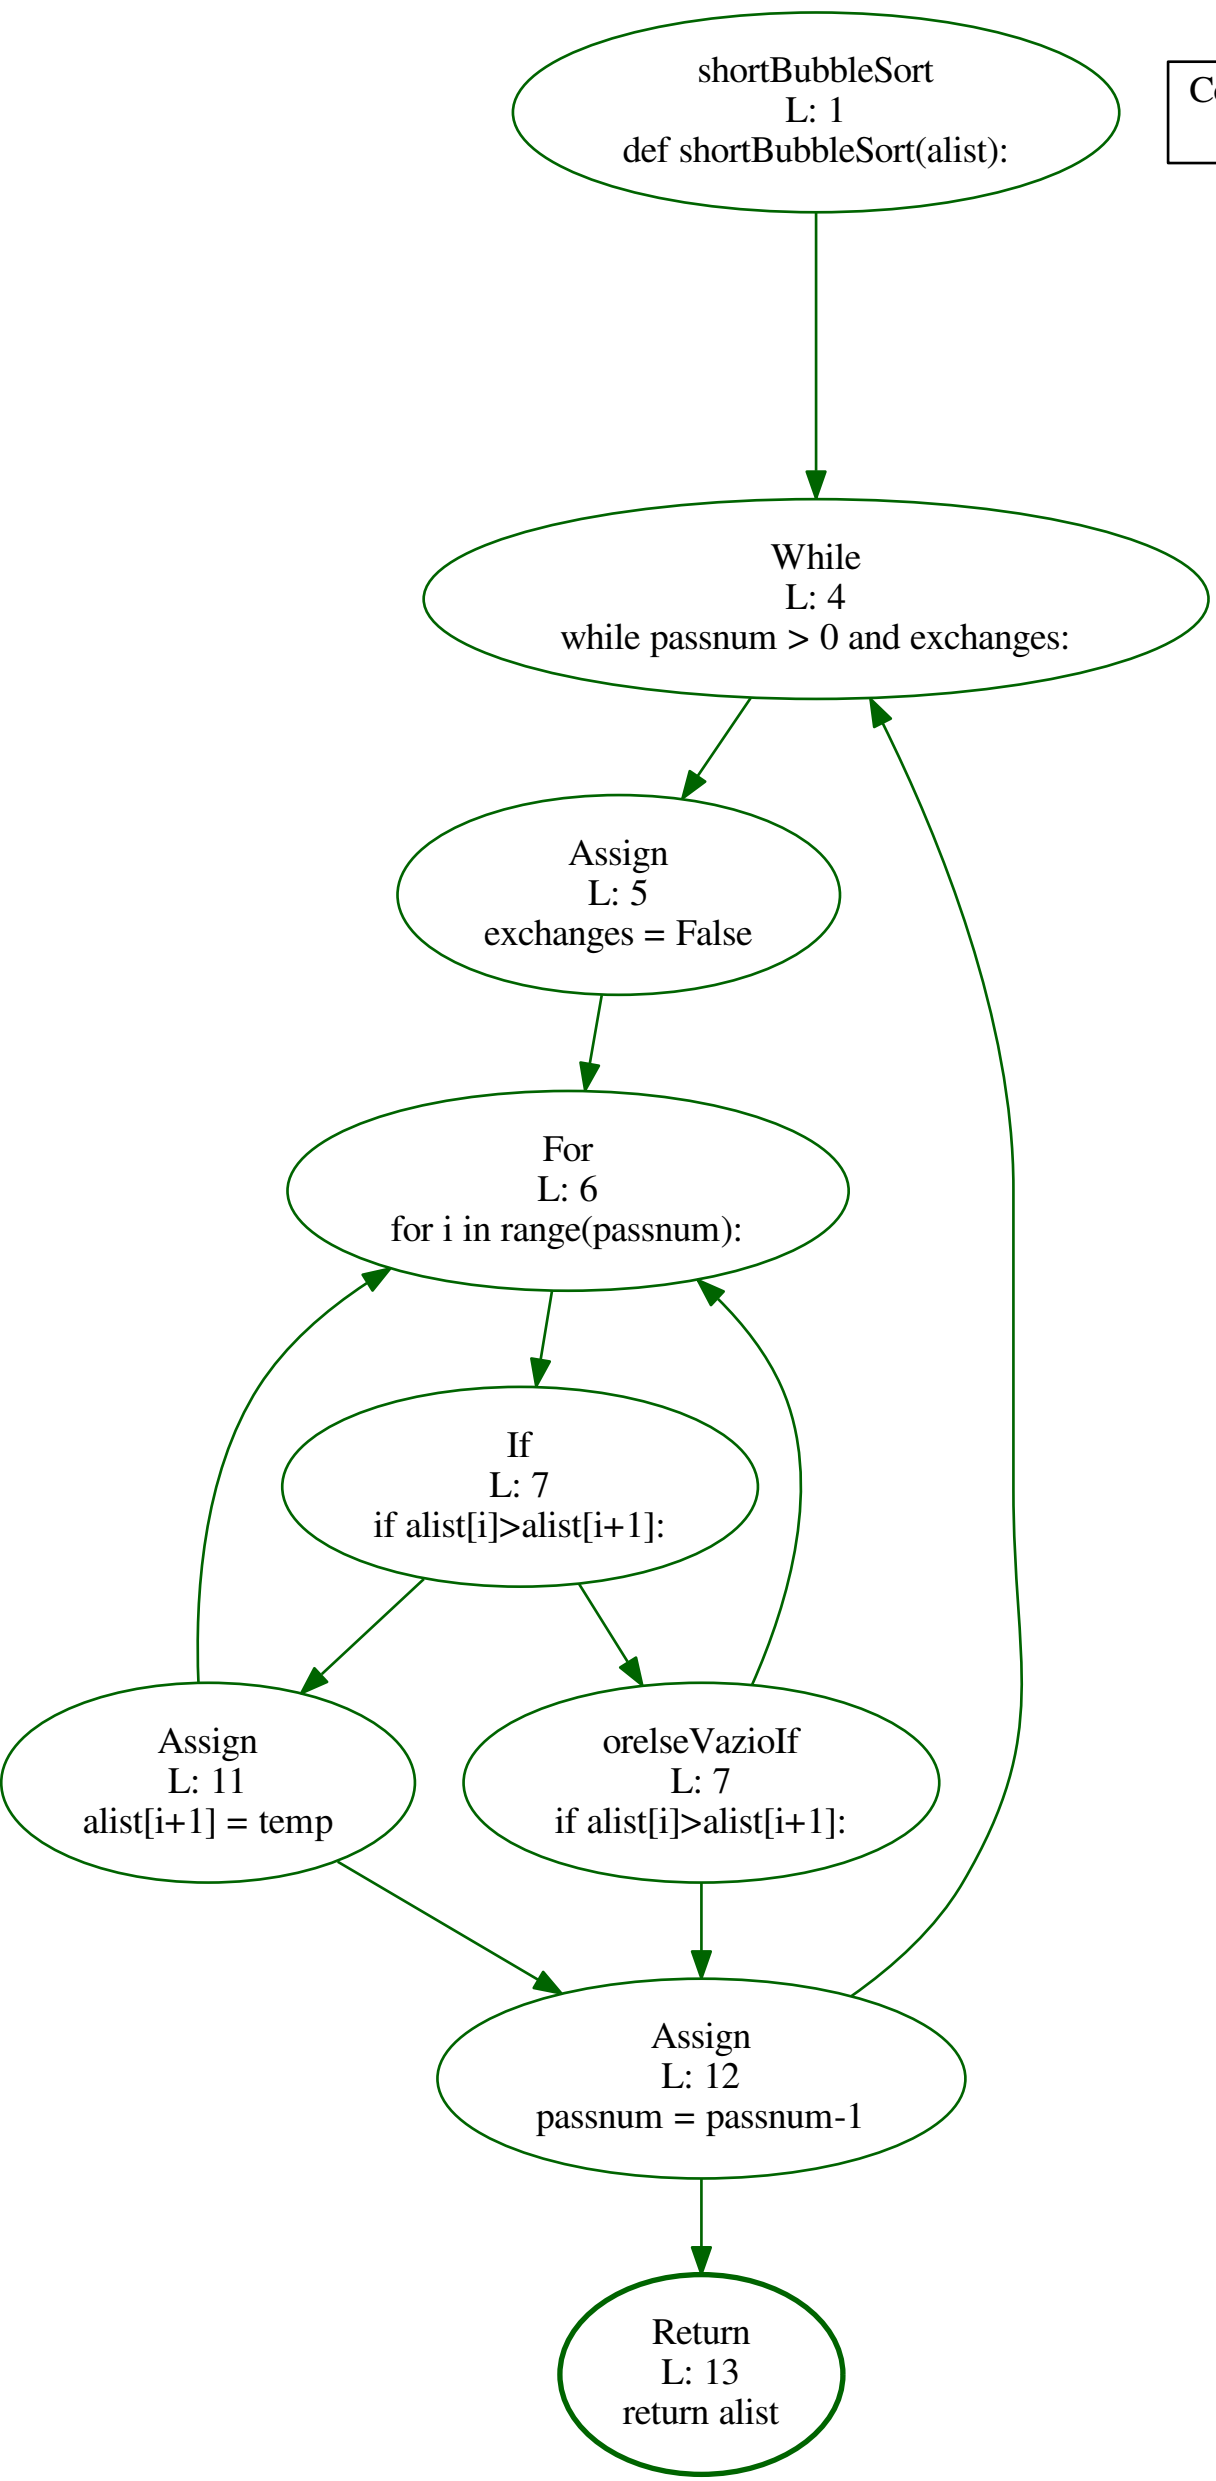 shortBubbleSort
L: 1
def shortBubbleSort(alist):
While
L: 4
while passnum > 0 and exchanges:
Assign
L: 5
exchanges = False
For
L: 6
for i in range(passnum):
If
L: 7
if alist[i]>alist[i+1]:
Assign
L: 11
alist[i+1] = temp
orelseVazioIf
L: 7
if alist[i]>alist[i+1]:
Assign
L: 12
passnum = passnum-1
Return
L: 13
return alist